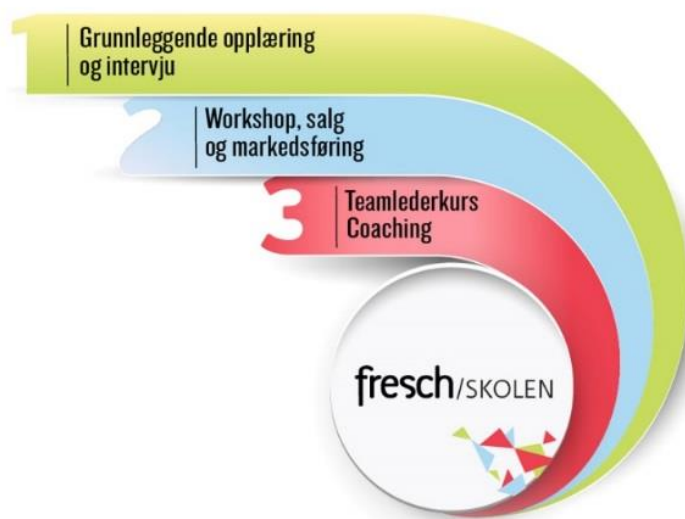 1
Grunnleggende opplæring
og intervju
2
Workshop, salg
og markedsføring
3
Teamlederkurs
Coaching
fresch/SKOLEN